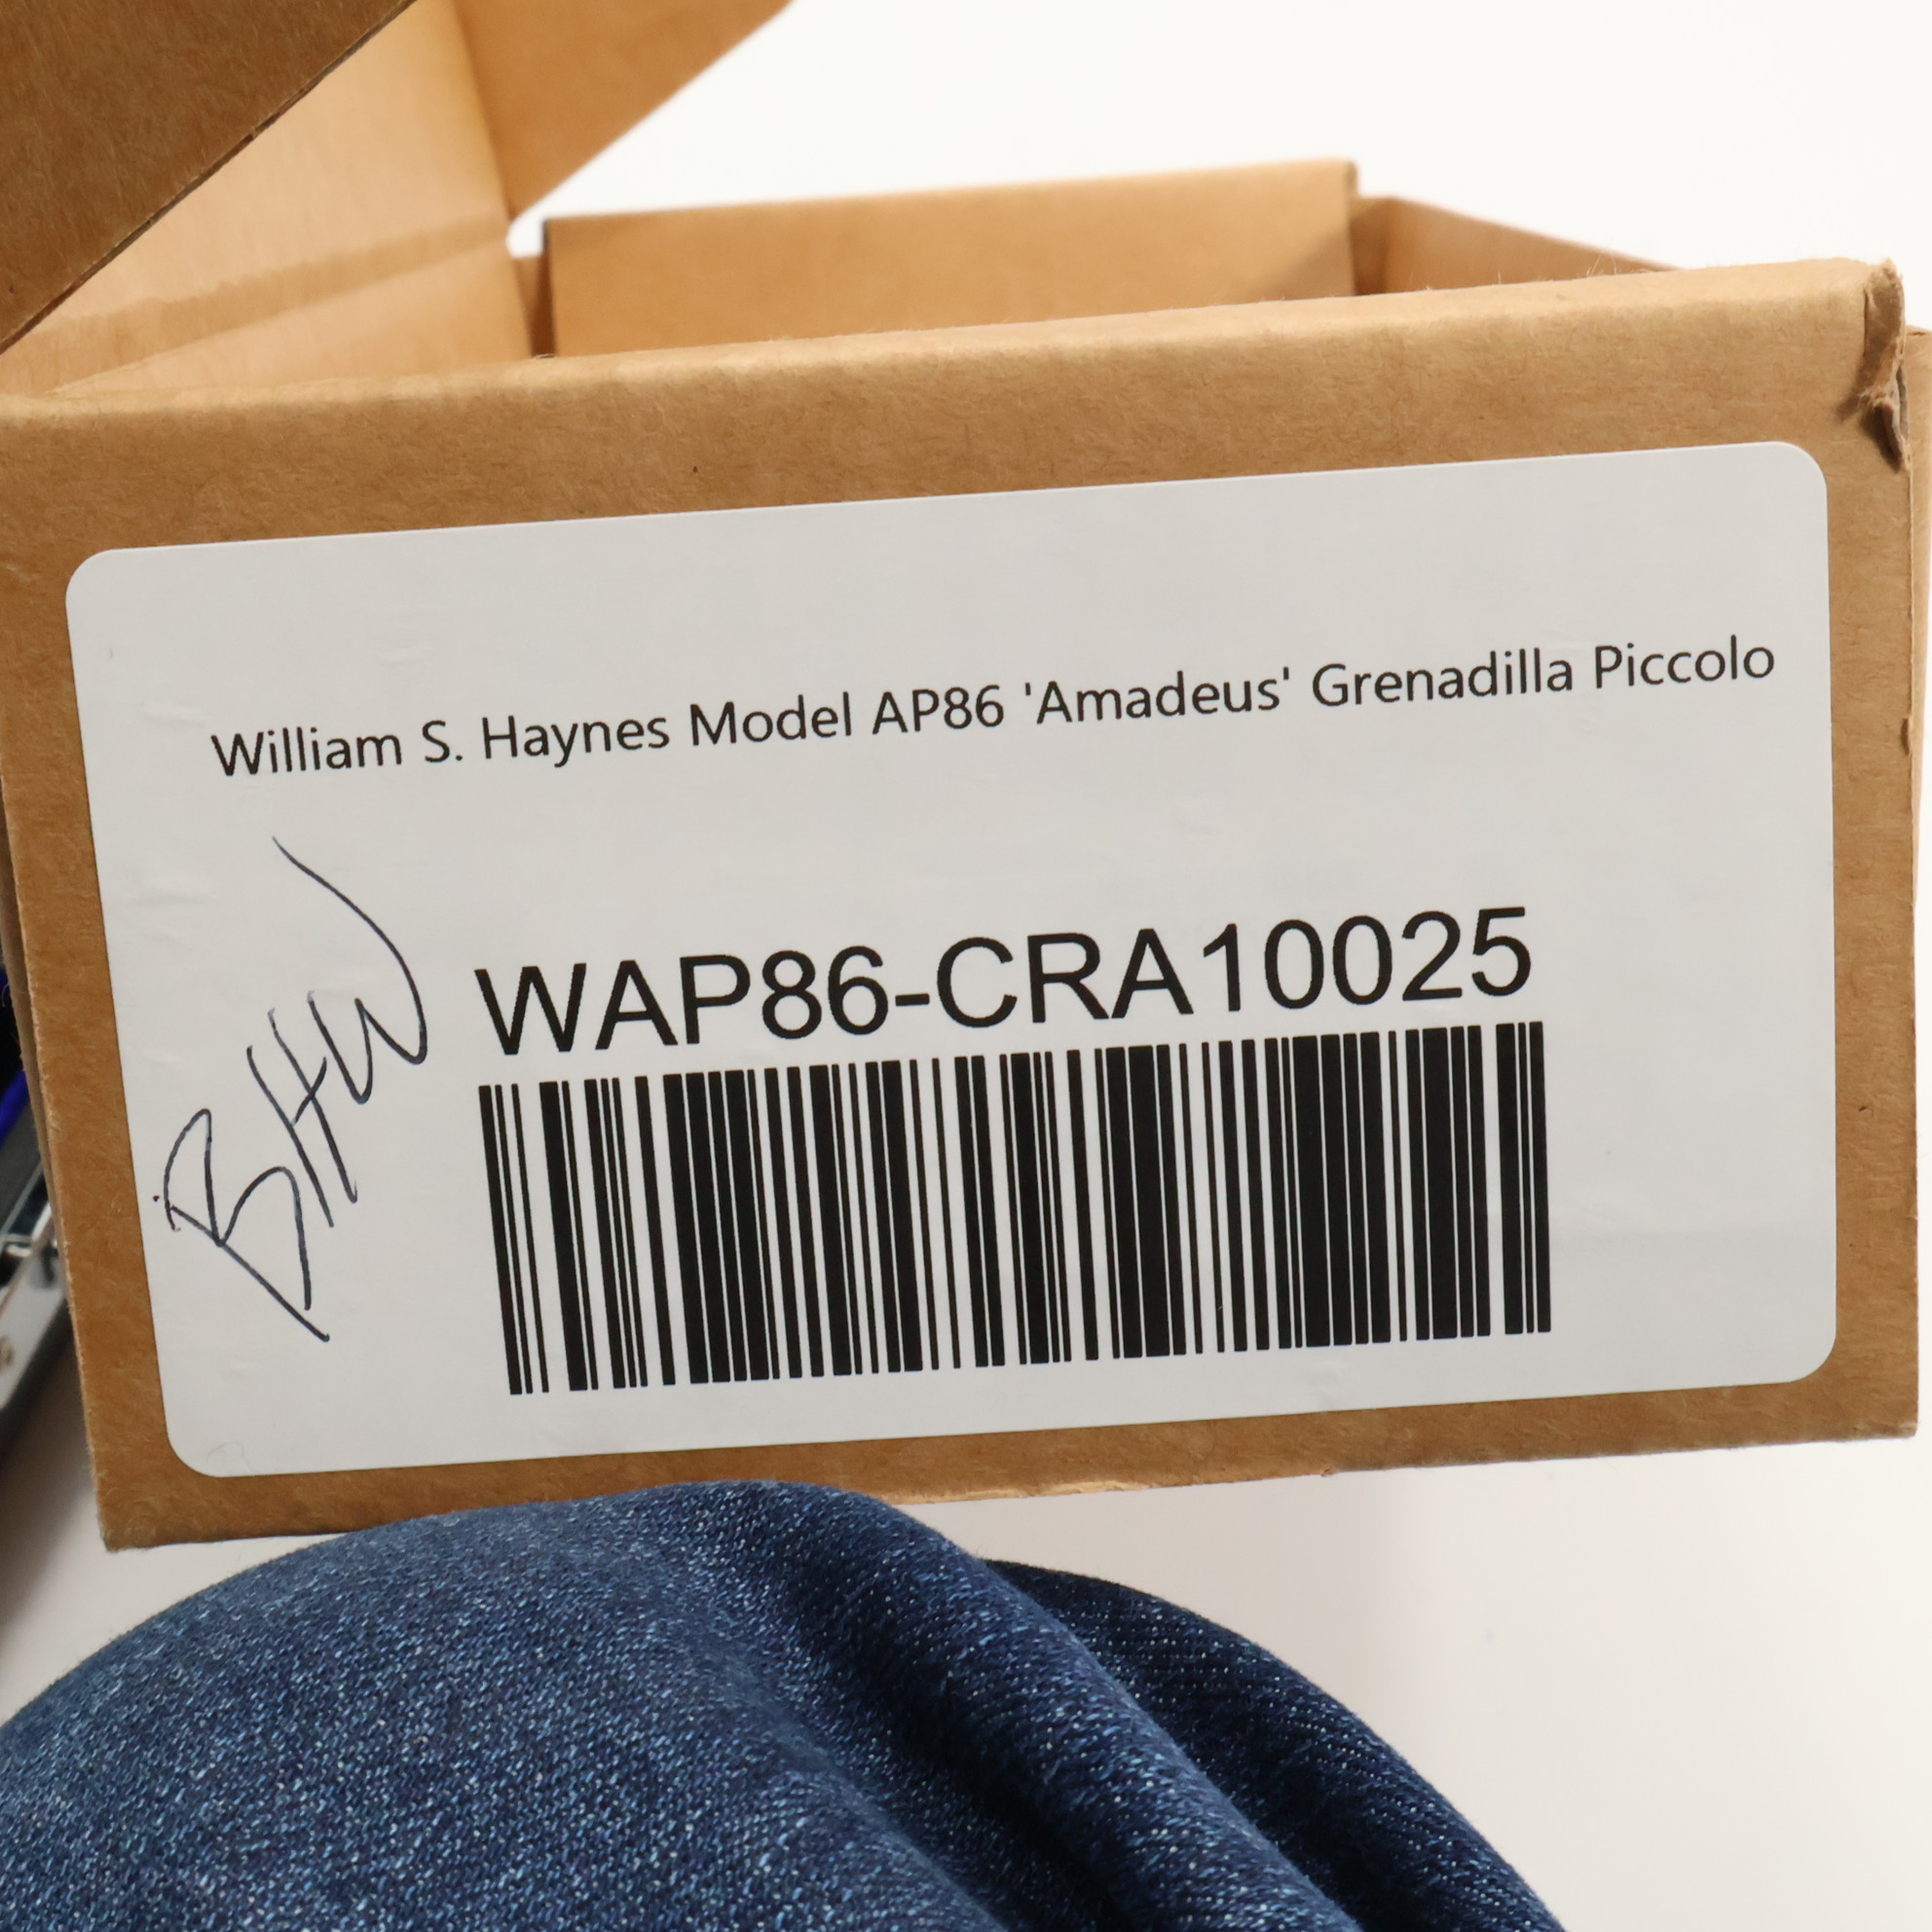 William S. Haynes Model AP86 'Amadeus' Grenadilla Piccolo
BHW
WAP86-CRA10025